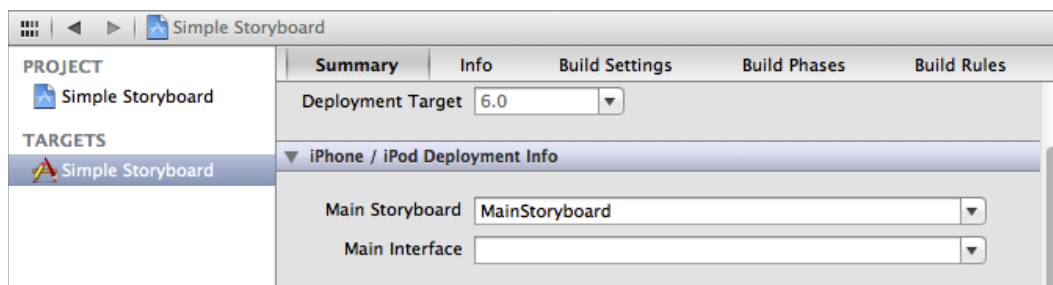 Simple Storyboard
PROJECT
Simple Storyboard
TARGETS
Simple Storyboard
Summary Info Build Settings Build Phases Build Rules
Deployment Target 6.0
iPhone / iPod Deployment Info
Main Storyboard MainStoryboard
Main Interface